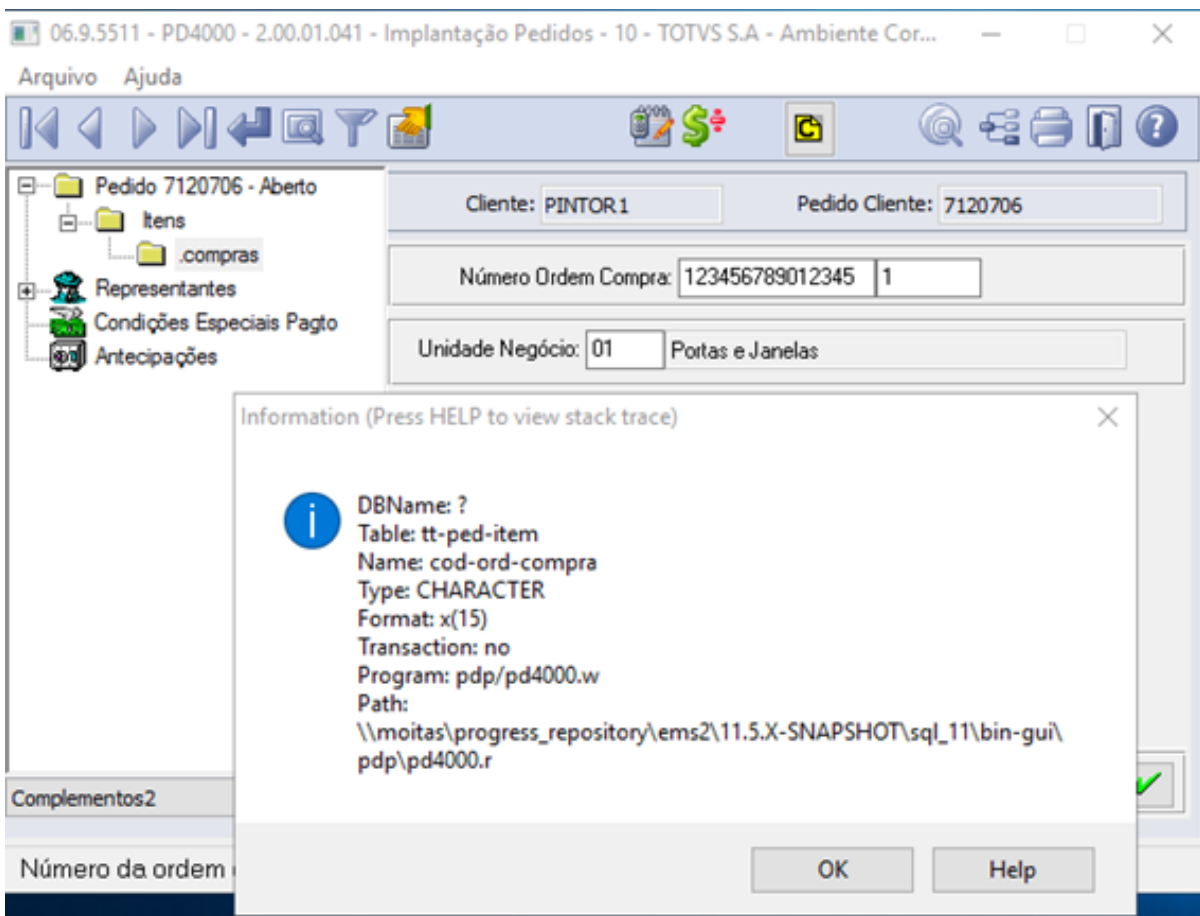 06.9.5511 - PD4000 - 2.00.01.041 - Implantação Pedidos - 10 - TOTVS S.A - Ambiente Cor...
Arquivo Ajuda
Pedido 7120706 - Aberto
Itens
.compras
Representantes
Condições Especiais Pagto
Antecipações
Cliente: PINTOR1 Pedido Cliente: 7120706
Número Ordem Compra: 123456789012345 1
Unidade Negócio: 01 Portas e Janelas
Information (Press HELP to view stack trace)
DBName: ?
Table: tt-ped-item
Name: cod-ord-compra
Type: CHARACTER
Format: x(15)
Transaction: no
Program: pdp/pd4000.w
Path:
\\moitas\progress_repository\ems2\11.5.X-SNAPSHOT\sql_11\bin-gui\
pdp\pd4000.r
OK Help
Complementos2
Número da ordem